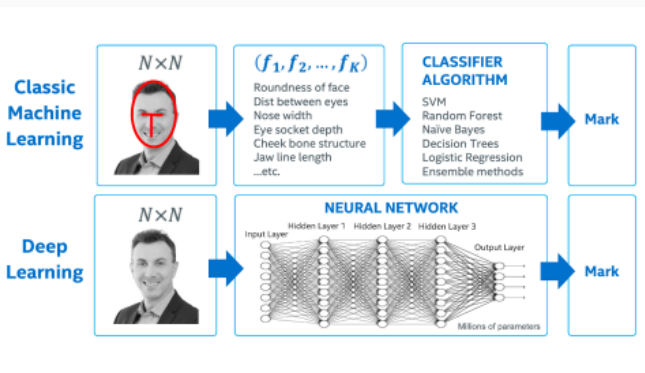 Classic
Machine
Learning
N×N
(f₁, f₂, ..., f_K)
Roundness of face
Dist between eyes
Nose width
Eye socket depth
Cheek bone structure
Jaw line length
...etc.
CLASSIFIER
ALGORITHM
SVM
Random Forest
Naïve Bayes
Decision Trees
Logistic Regression
Ensemble methods
Mark
Deep
Learning
N×N
NEURAL NETWORK
Input Layer
Hidden Layer 1
Hidden Layer 2
Hidden Layer 3
Output Layer
Millions of parameters
Mark